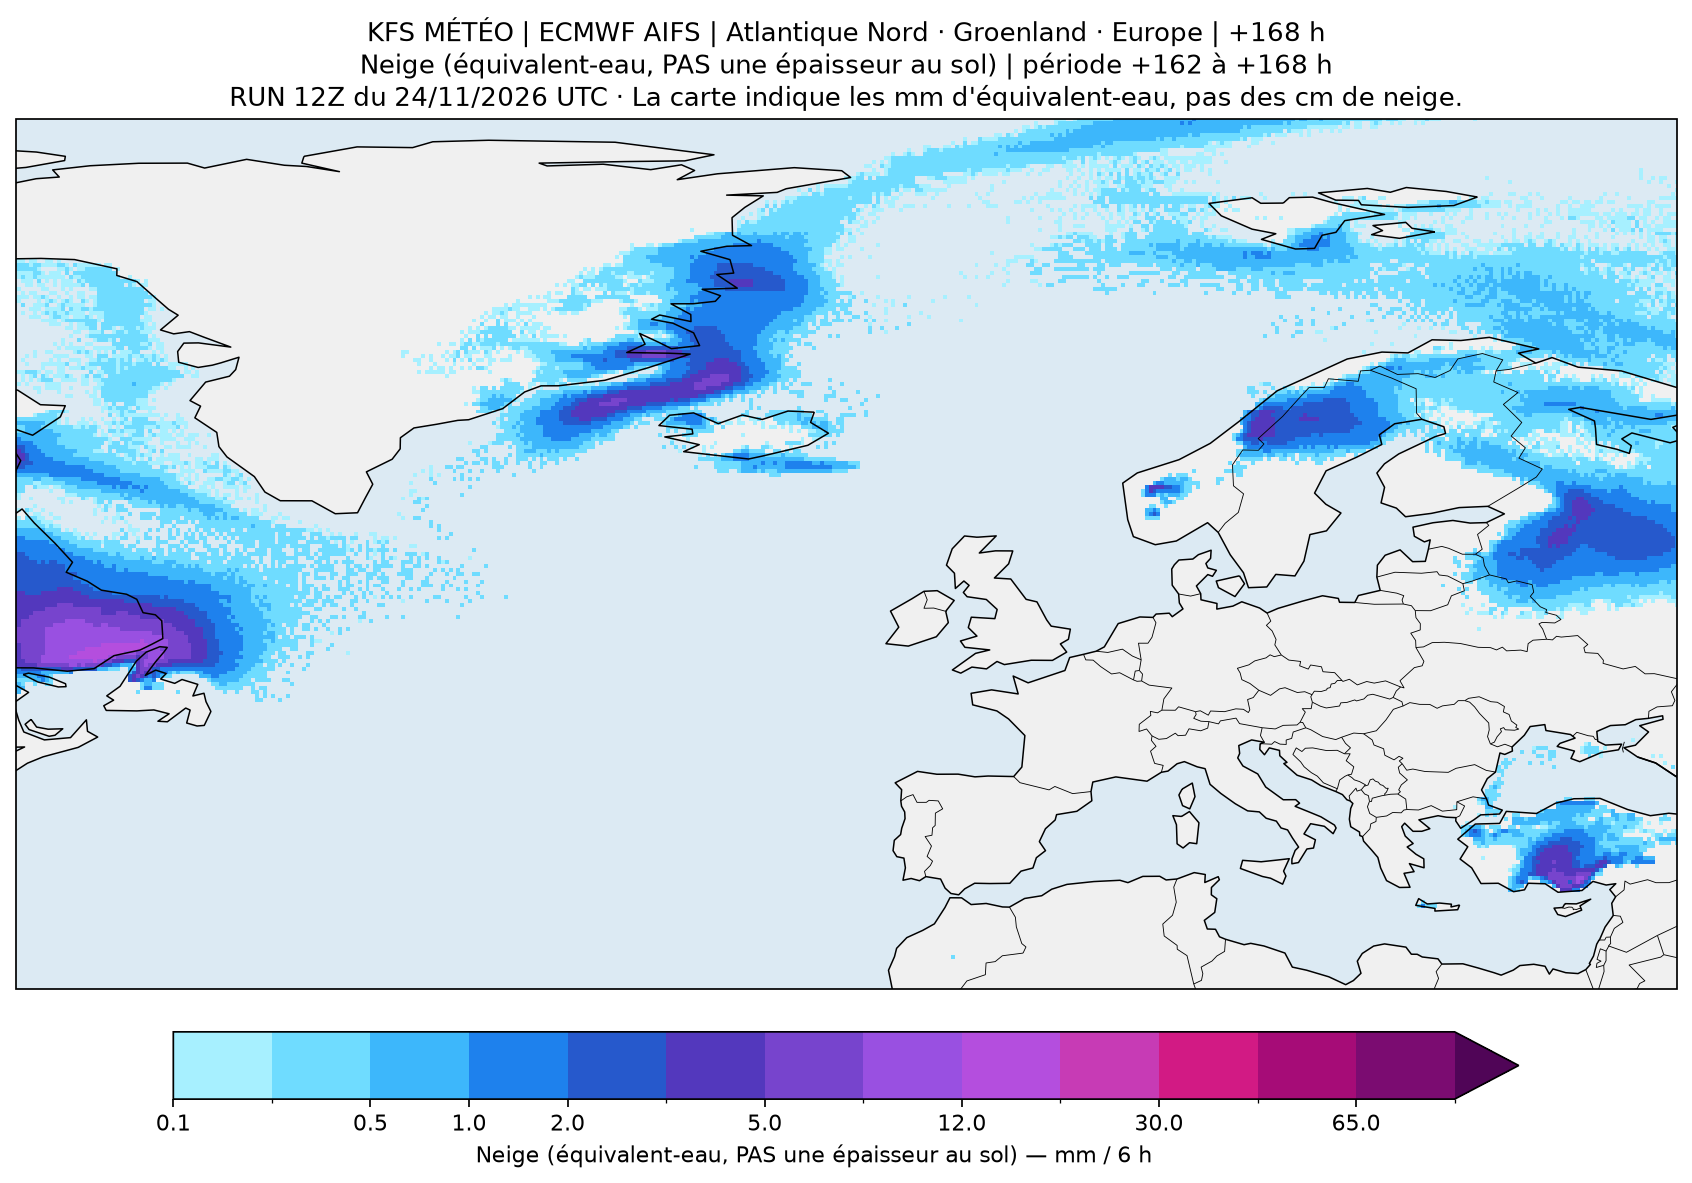 KFS MÉTÉO | ECMWF AIFS | Atlantique Nord · Groenland · Europe | +168 h
Neige (équivalent-eau, PAS une épaisseur au sol) | période +162 à +168 h
RUN 12Z du 24/11/2026 UTC · La carte indique les mm d'équivalent-eau, pas des cm de neige.
0.1 0.5 1.0 2.0 5.0 12.0 30.0 65.0
Neige (équivalent-eau, PAS une épaisseur au sol) — mm / 6 h